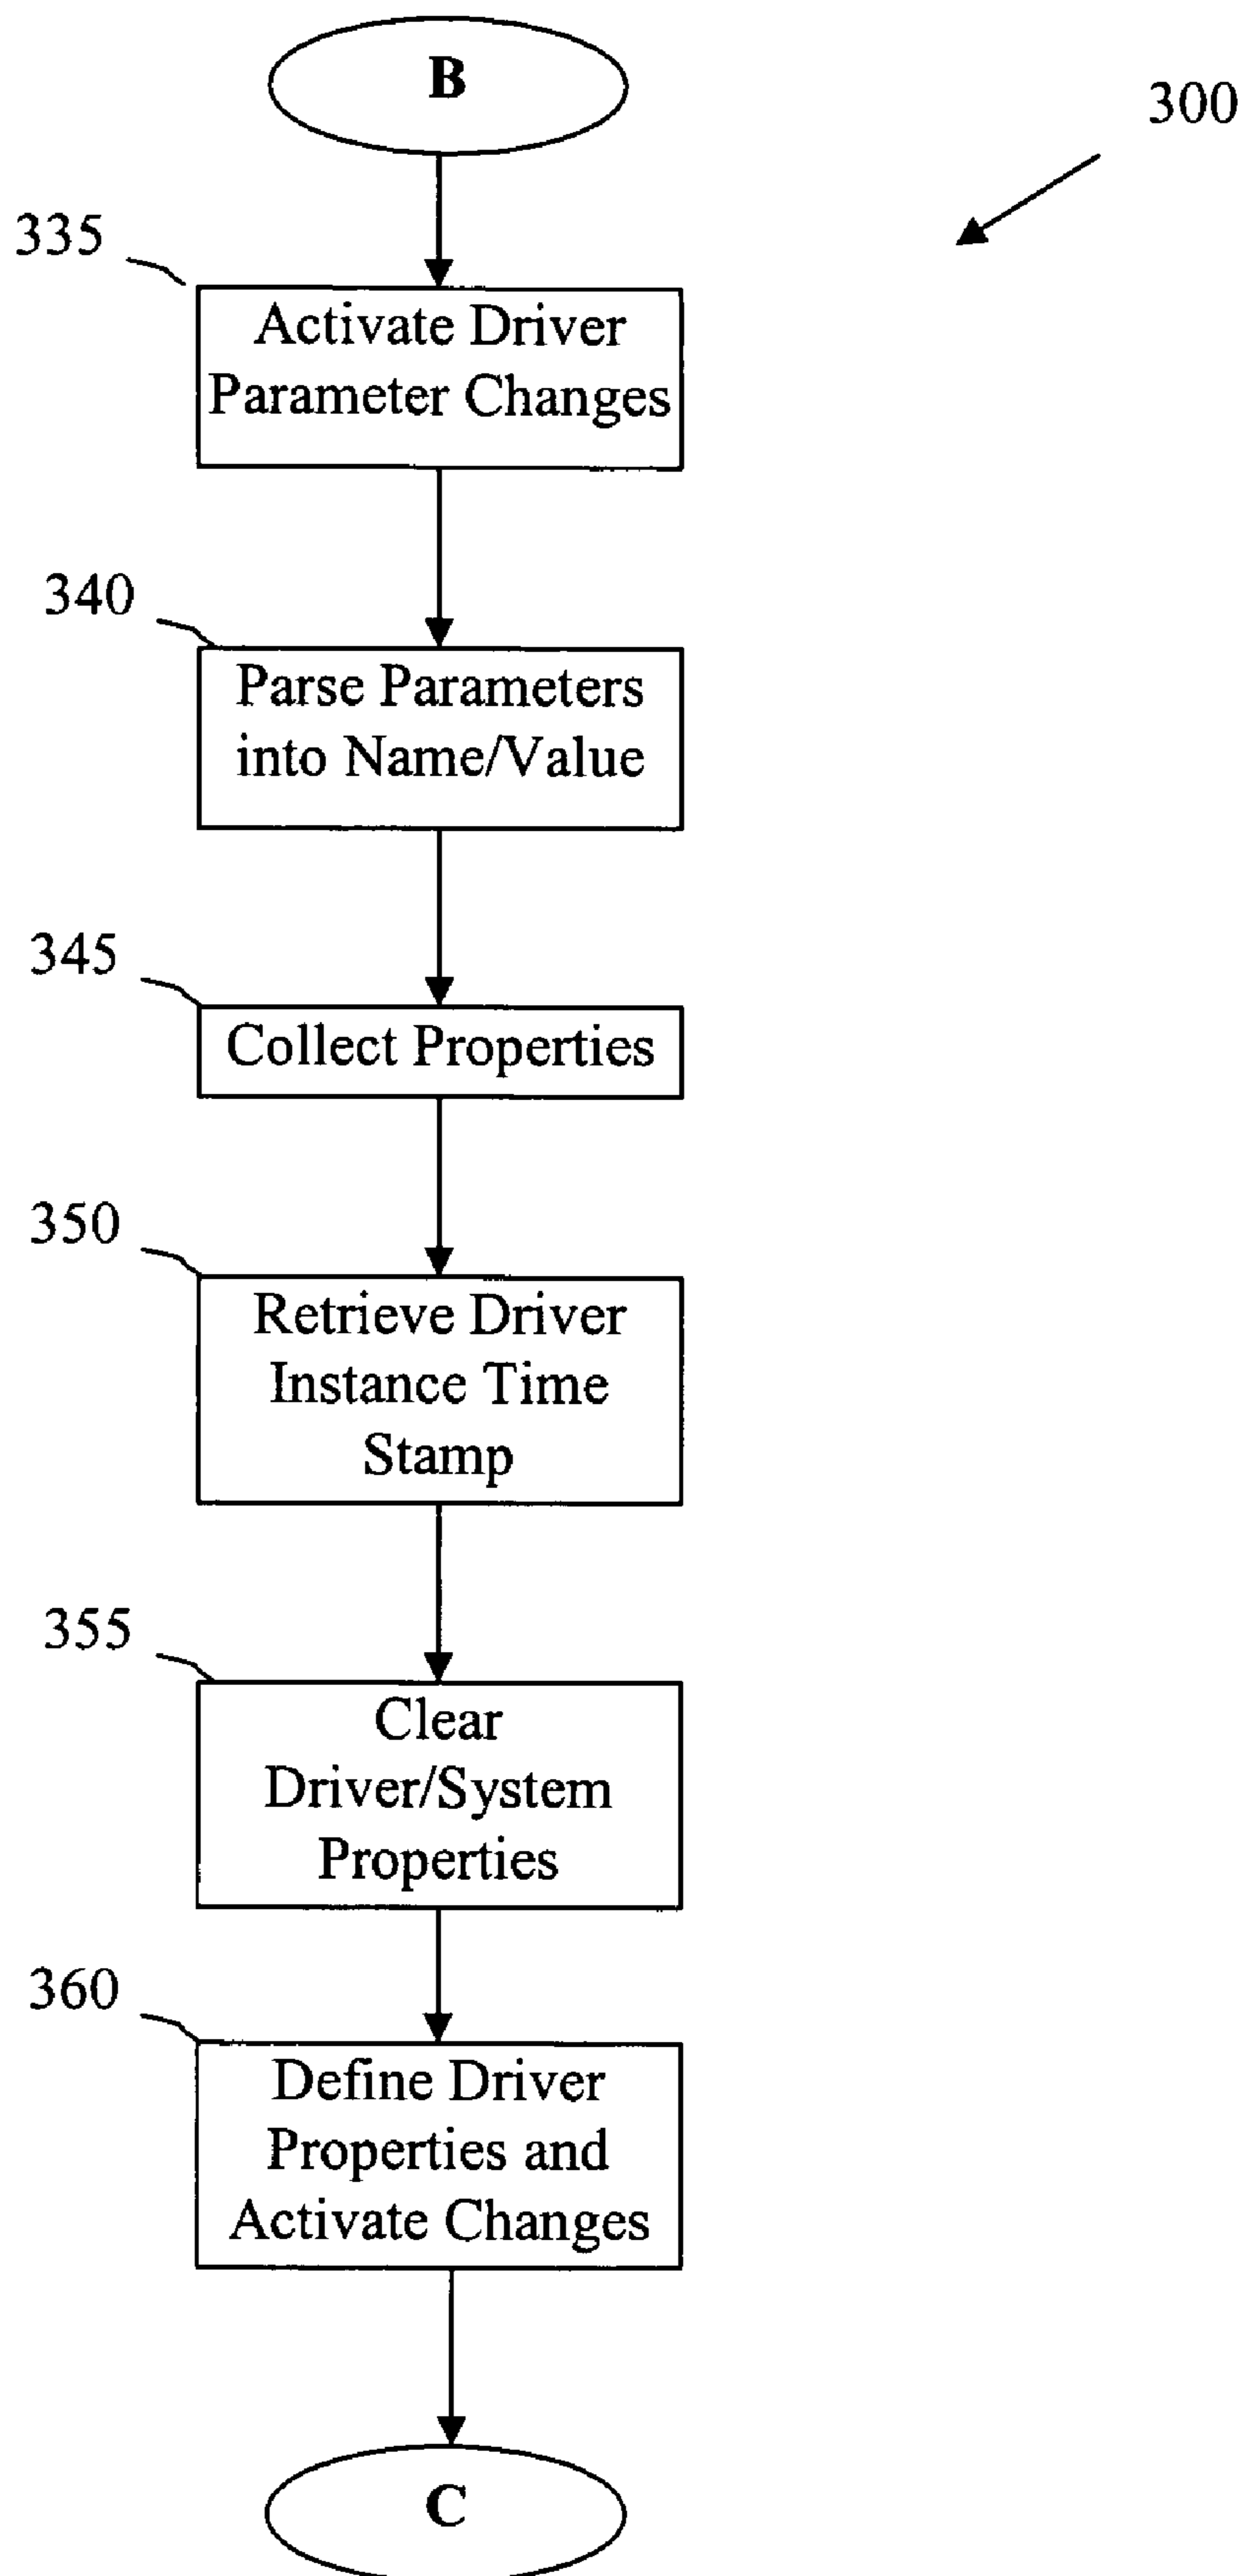 B
300
335
Activate Driver
Parameter Changes
340
Parse Parameters
into Name/Value
345
Collect Properties
350
Retrieve Driver
Instance Time
Stamp
355
Clear
Driver/System
Properties
360
Define Driver
Properties and
Activate Changes
C